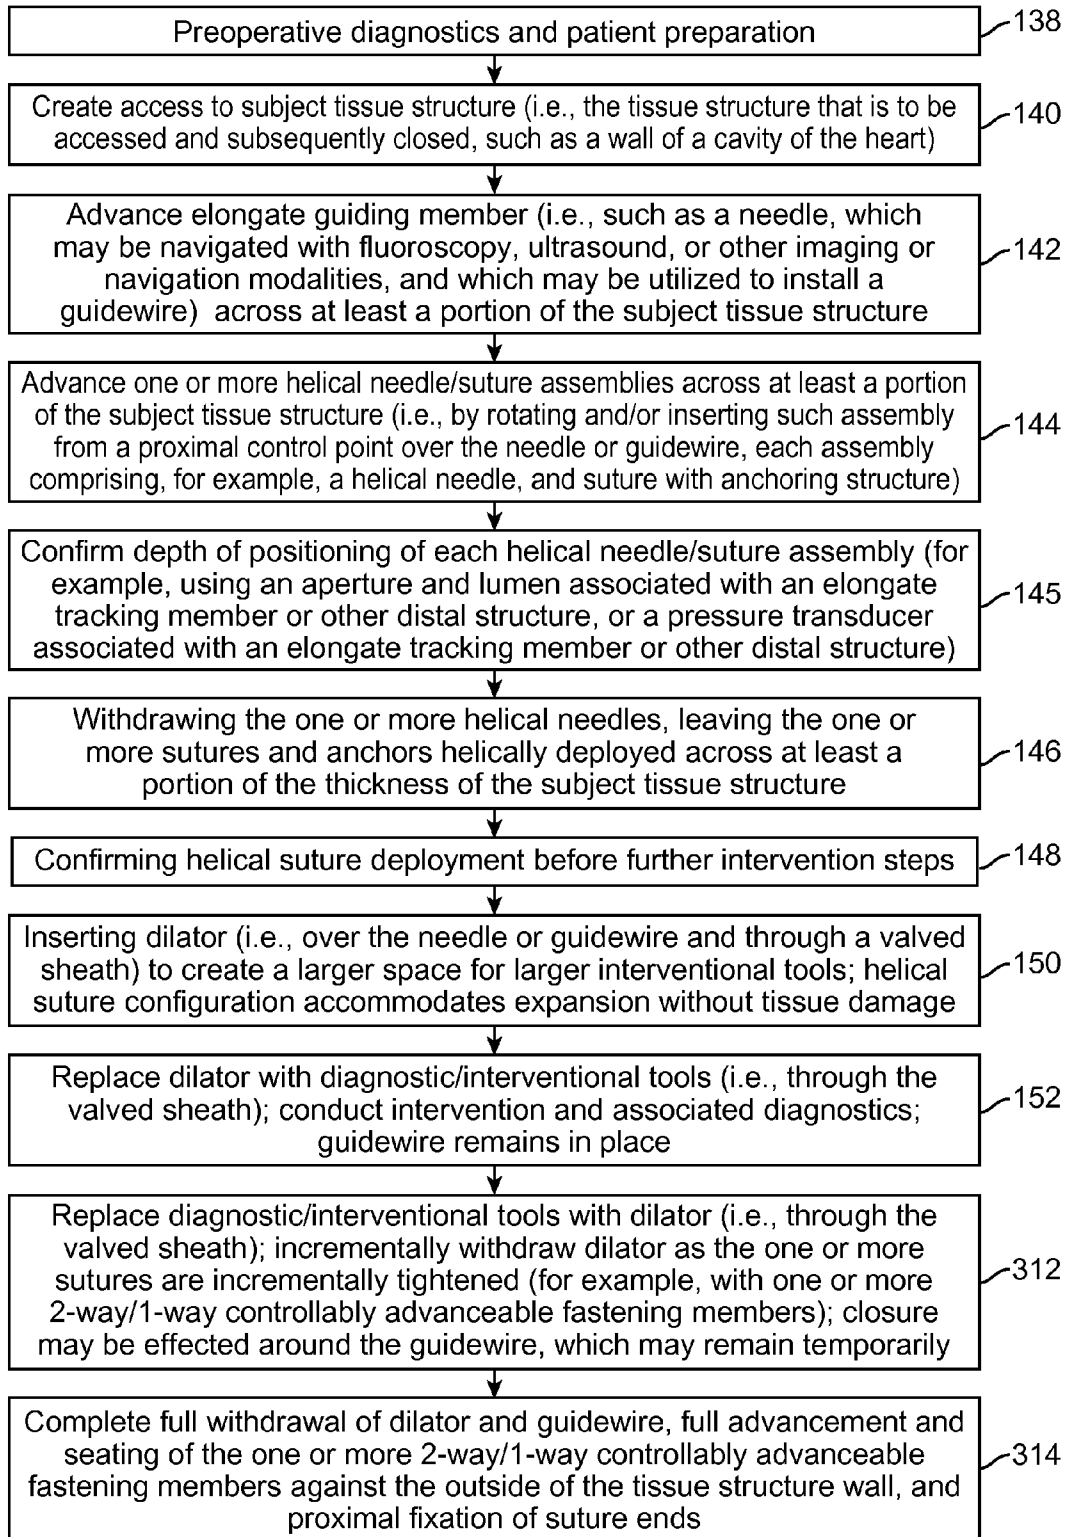 Preoperative diagnostics and patient preparation
138
Create access to subject tissue structure (i.e., the tissue structure that is to be
accessed and subsequently closed, such as a wall of a cavity of the heart)
140
Advance elongate guiding member (i.e., such as a needle, which
may be navigated with fluoroscopy, ultrasound, or other imaging or
navigation modalities, and which may be utilized to install a
guidewire) across at least a portion of the subject tissue structure
142
Advance one or more helical needle/suture assemblies across at least a portion
of the subject tissue structure (i.e., by rotating and/or inserting such assembly
from a proximal control point over the needle or guidewire, each assembly
comprising, for example, a helical needle, and suture with anchoring structure)
144
Confirm depth of positioning of each helical needle/suture assembly (for
example, using an aperture and lumen associated with an elongate
tracking member or other distal structure, or a pressure transducer
associated with an elongate tracking member or other distal structure)
145
Withdrawing the one or more helical needles, leaving the one or
more sutures and anchors helically deployed across at least a
portion of the thickness of the subject tissue structure
146
Confirming helical suture deployment before further intervention steps
148
Inserting dilator (i.e., over the needle or guidewire and through a valved
sheath) to create a larger space for larger interventional tools; helical
suture configuration accommodates expansion without tissue damage
150
Replace dilator with diagnostic/interventional tools (i.e., through the
valved sheath); conduct intervention and associated diagnostics;
guidewire remains in place
152
Replace diagnostic/interventional tools with dilator (i.e., through the
valved sheath); incrementally withdraw dilator as the one or more
sutures are incrementally tightened (for example, with one or more
2-way/1-way controllably advanceable fastening members); closure
may be effected around the guidewire, which may remain temporarily
312
Complete full withdrawal of dilator and guidewire, full advancement and
seating of the one or more 2-way/1-way controllably advanceable
fastening members against the outside of the tissue structure wall, and
proximal fixation of suture ends
314